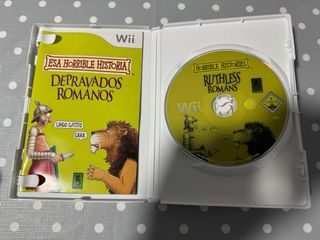 Wii
ESA HORRIBLE HISTORIA
DEPRAVADOS
ROMANOS
LINDO GATITO
GRRR
HORRIBLE HISTORIES
RUTHLESS
ROMANS
Wii